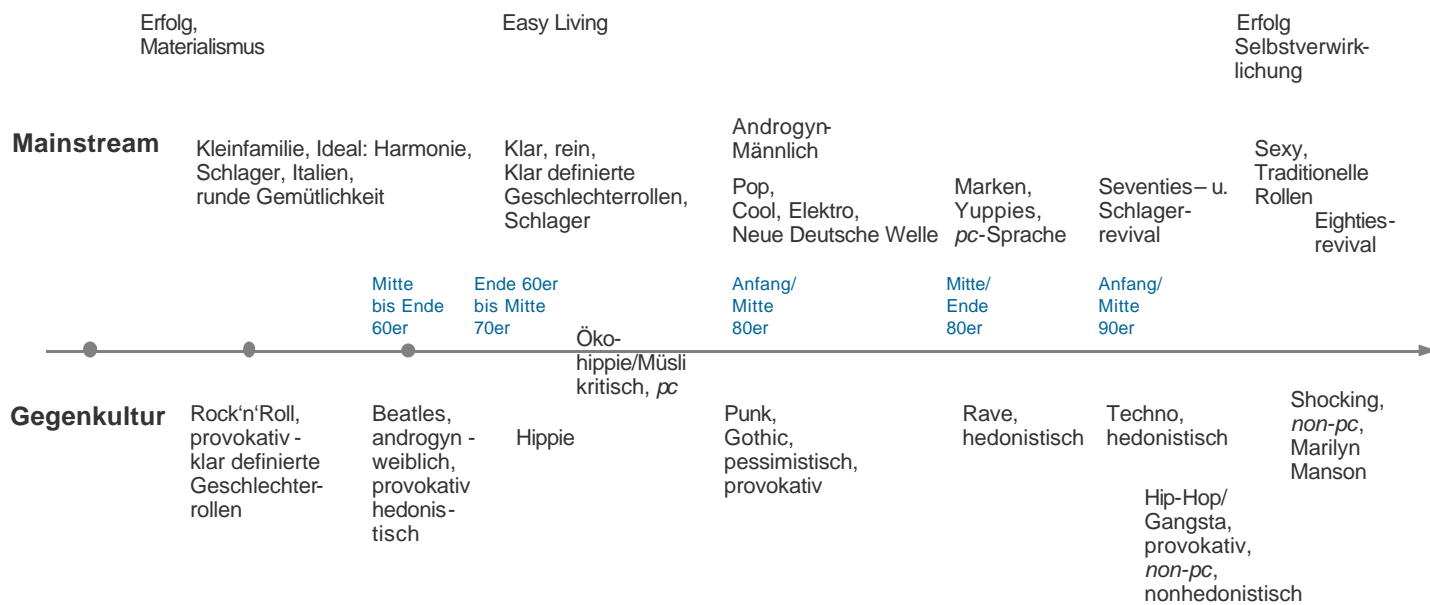 Erfolg,
Materialismus
Easy Living
Erfolg
Selbstverwirk-
lichung
Mainstream
Kleinfamilie, Ideal: Harmonie,
Schlager, Italien,
runde Gemütlichkeit
Klar, rein,
Klar definierte
Geschlechterrollen,
Schlager
Androgyn-
Männlich
Pop,
Cool, Elektro,
Neue Deutsche Welle
Marken,
Yuppies,
pc-Sprache
Seventies– u.
Schlager-
revival
Sexy,
Traditionelle
Rollen
Eighties-
revival
Mitte
bis Ende
60er
Ende 60er
bis Mitte
70er
Anfang/
Mitte
80er
Mitte/
Ende
80er
Anfang/
Mitte
90er
Öko-
hippie/Müsli
kritisch, pc
Gegenkultur
Rock‘n‘Roll,
provokativ -
klar definierte
Geschlechter-
rollen
Beatles,
androgyn -
weiblich,
provokativ
hedonis-
tisch
Hippie
Punk,
Gothic,
pessimistisch,
provokativ
Rave,
hedonistisch
Techno,
hedonistisch
Hip-Hop/
Gangsta,
provokativ,
non-pc,
nonhedonistisch
Shocking,
non-pc,
Marilyn
Manson